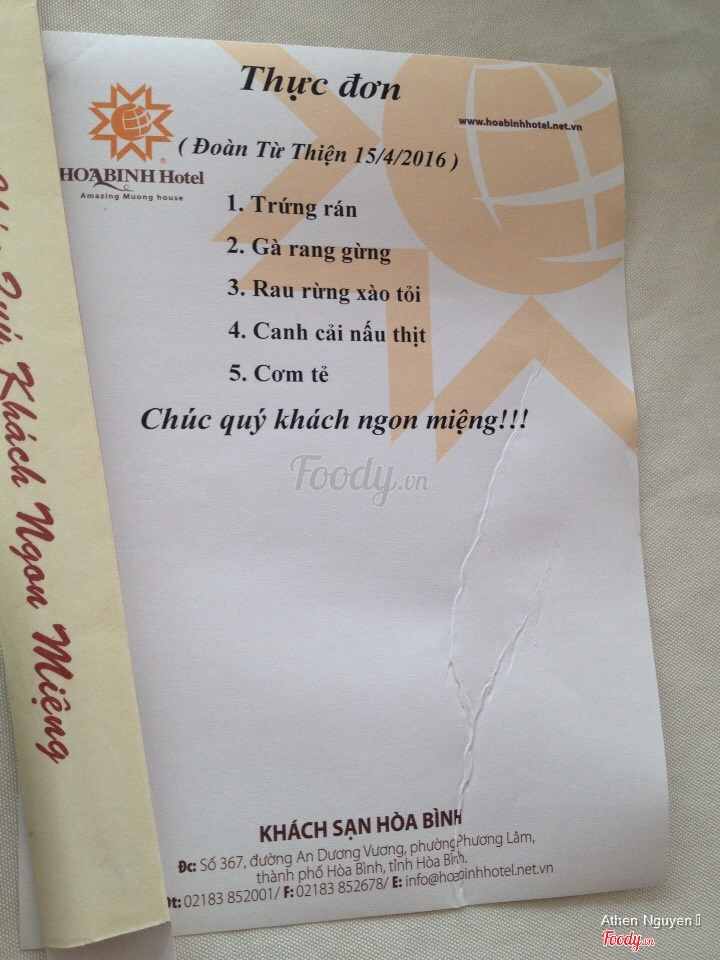 Thực đơn
www.hoabinhhotel.net.vn
HOABINH Hotel
Amazing Muong house
( Đoàn Từ Thiện 15/4/2016 )
1. Trứng rán
2. Gà rang gừng
3. Rau rừng xào tỏi
4. Canh cải nấu thịt
5. Cơm tẻ
Chúc quý khách ngon miệng!!!
Quý Khách Ngon Miệng
Foody.vn
KHÁCH SẠN HÒA BÌNH
Đc: Số 367, đường An Dương Vương, phường Phương Lâm,
thành phố Hòa Bình, tỉnh Hòa Bình.
Đt: 02183 852001/ F: 02183 852678/ E: info@hoabinhhotel.net.vn
Athen Nguyen
Foody.vn